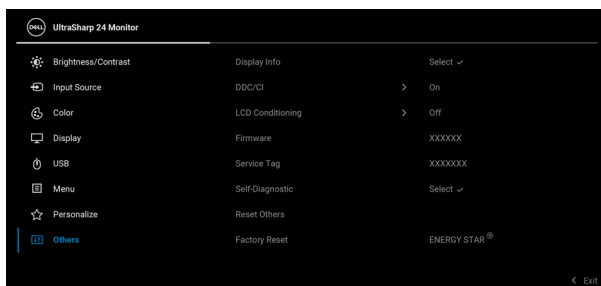 DELL UltraSharp 24 Monitor
Brightness/Contrast Display Info Select ✓
Input Source DDC/CI > On
Color LCD Conditioning > Off
Display Firmware XXXXXX
USB Service Tag XXXXXXX
Menu Self-Diagnostic Select ✓
Personalize Reset Others
Others Factory Reset ENERGY STAR ®
< Exit